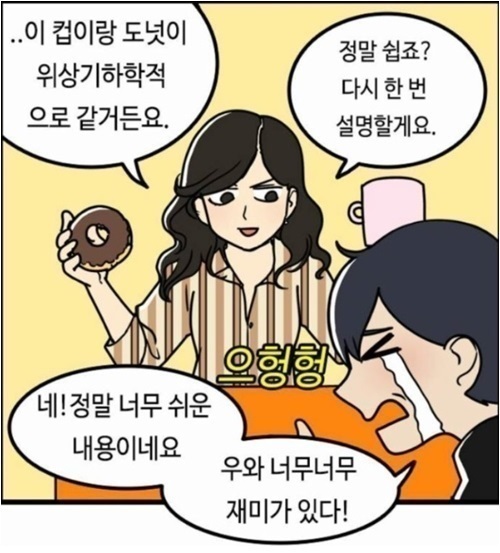 ..이 컵이랑 도넛이
위상기하학적
으로 같거든요.
정말 쉽죠?
다시 한 번
설명할게요.
으헝헝
네!정말 너무 쉬운
내용이네요
우와 너무너무
재미가 있다!